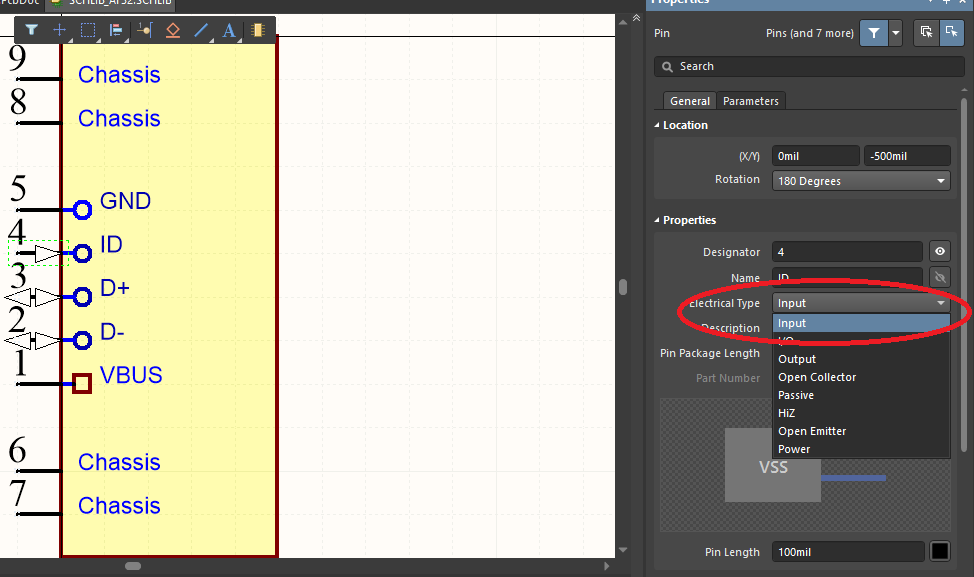 SCHLIB_AF52.SCHLIB
Properties
Pin
Pins (and 7 more)
Search
General
Parameters
Location
(X/Y)
0mil
-500mil
Rotation
180 Degrees
Properties
Designator
4
Name
ID
Electrical Type
Input
Input
I/O
Output
Open Collector
Passive
HiZ
Open Emitter
Power
Description
Pin Package Length
Part Number
VSS
Pin Length
100mil
A
9
Chassis
8
Chassis
5
GND
4
ID
3
D+
2
D-
1
VBUS
6
Chassis
7
Chassis